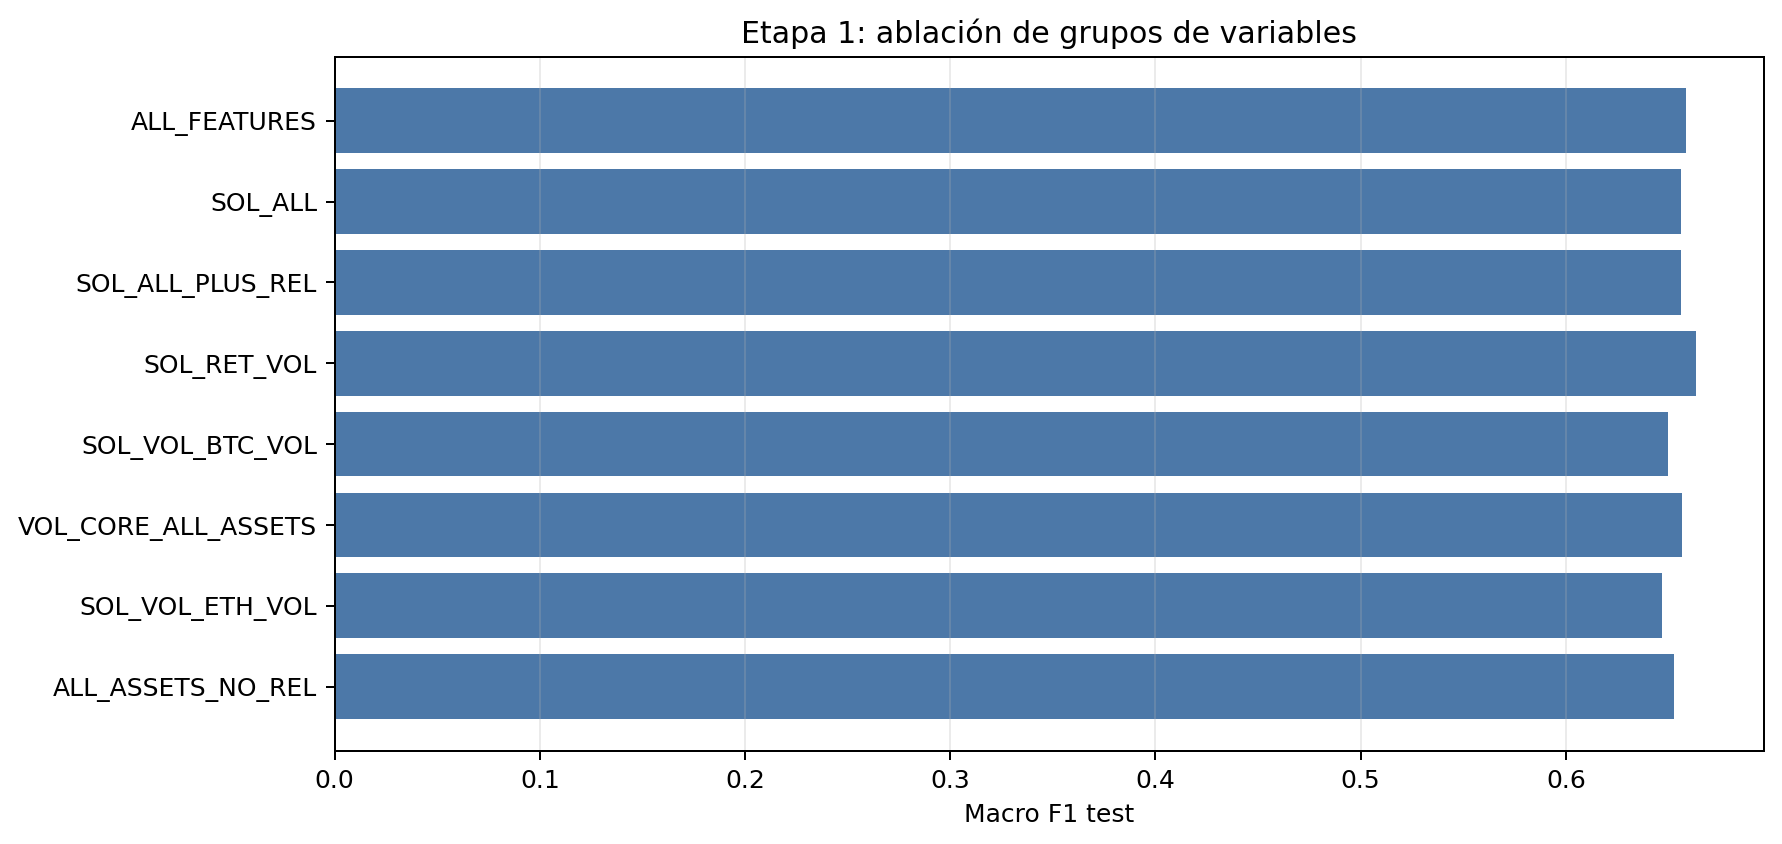 Etapa 1: ablación de grupos de variables
ALL_FEATURES
SOL_ALL
SOL_ALL_PLUS_REL
SOL_RET_VOL
SOL_VOL_BTC_VOL
VOL_CORE_ALL_ASSETS
SOL_VOL_ETH_VOL
ALL_ASSETS_NO_REL
0.0 0.1 0.2 0.3 0.4 0.5 0.6
Macro F1 test